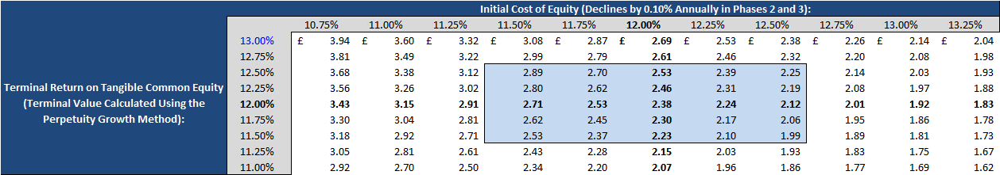 Initial Cost of Equity (Declines by 0.10% Annually in Phases 2 and 3):
10.75% 11.00% 11.25% 11.50% 11.75% 12.00% 12.25% 12.50% 12.75% 13.00% 13.25%
13.00% £ 3.94 £ 3.60 £ 3.32 £ 3.08 £ 2.87 £ 2.69 £ 2.53 £ 2.38 £ 2.26 £ 2.14 £ 2.04
12.75% 3.81 3.49 3.22 2.99 2.79 2.61 2.46 2.32 2.20 2.08 1.98
12.50% 3.68 3.38 3.12 2.89 2.70 2.53 2.39 2.25 2.14 2.03 1.93
Terminal Return on Tangible Common Equity
12.25% 3.56 3.26 3.02 2.80 2.62 2.46 2.31 2.19 2.08 1.97 1.88
(Terminal Value Calculated Using the
12.00% 3.43 3.15 2.91 2.71 2.53 2.38 2.24 2.12 2.01 1.92 1.83
Perpetuity Growth Method):
11.75% 3.30 3.04 2.81 2.62 2.45 2.30 2.17 2.06 1.95 1.86 1.78
11.50% 3.18 2.92 2.71 2.53 2.37 2.23 2.10 1.99 1.89 1.81 1.73
11.25% 3.05 2.81 2.61 2.43 2.28 2.15 2.03 1.93 1.83 1.75 1.67
11.00% 2.92 2.70 2.50 2.34 2.20 2.07 1.96 1.86 1.77 1.69 1.62